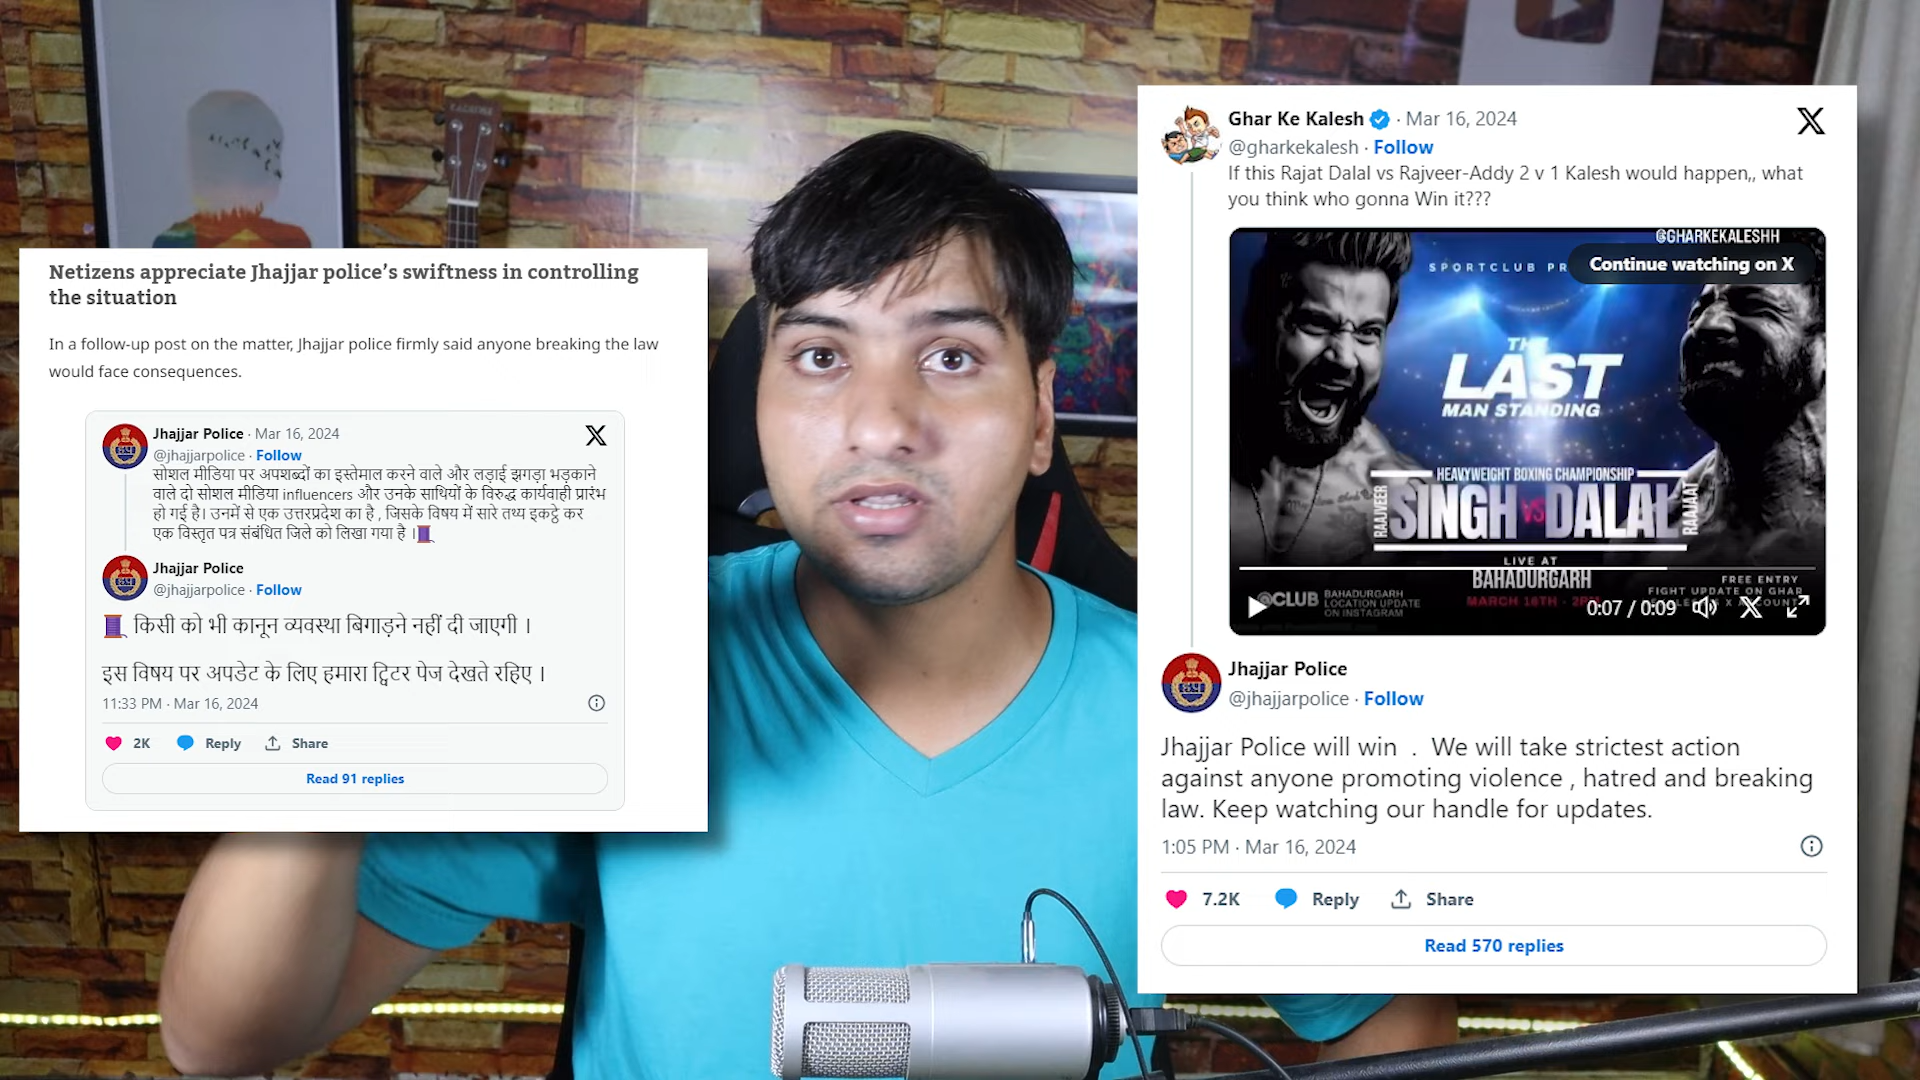 Netizens appreciate Jhajjar police's swiftness in controlling
the situation
In a follow-up post on the matter, Jhajjar police firmly said anyone breaking the law
would face consequences.
Jhajjar Police · Mar 16, 2024
@jhajjarpolice · Follow
सोशल मीडिया पर अपशब्दों का इस्तेमाल करने वाले और लड़ाई झगड़ा भड़काने
वाले दो सोशल मीडिया influencers और उनके साथियों के विरुद्ध कार्यवाही प्रारंभ
हो गई है। उनमें से एक उत्तरप्रदेश का है , जिसके विषय में सारे तथ्य इकट्ठे कर
एक विस्तृत पत्र संबंधित जिले को लिखा गया है ।
Jhajjar Police
@jhajjarpolice · Follow
किसी को भी कानून व्यवस्था बिगाड़ने नहीं दी जाएगी ।
इस विषय पर अपडेट के लिए हमारा ट्विटर पेज देखते रहिए ।
11:33 PM · Mar 16, 2024
2K Reply Share
Read 91 replies
Ghar Ke Kalesh · Mar 16, 2024
@gharkekalesh · Follow
If this Rajat Dalal vs Rajveer-Addy 2 v 1 Kalesh would happen,, what
you think who gonna Win it???
@GHARKEKALESHH
SPORTCLUB PR
Continue watching on X
THE
LAST
MAN STANDING
HEAVYWEIGHT BOXING CHAMPIONSHIP
RAAJVEER SINGH VS DALAL RAAJAAT
LIVE AT
BAHADURGARH
MARCH 16TH · 2P
@CLUB BAHADURGARH
LOCATION UPDATE
ON INSTAGRAM
FREE ENTRY
FIGHT UPDATE ON GHAR
0:07 / 0:09
Jhajjar Police
@jhajjarpolice · Follow
Jhajjar Police will win . We will take strictest action
against anyone promoting violence , hatred and breaking
law. Keep watching our handle for updates.
1:05 PM · Mar 16, 2024
7.2K Reply Share
Read 570 replies